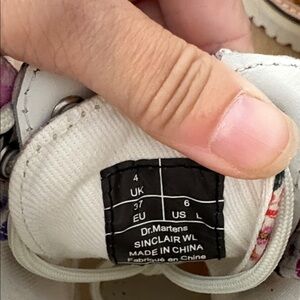 4
UK
37 6
EU US L
Dr.Martens
SINCLAIR WL
MADE IN CHINA
Fabriqué en Chine